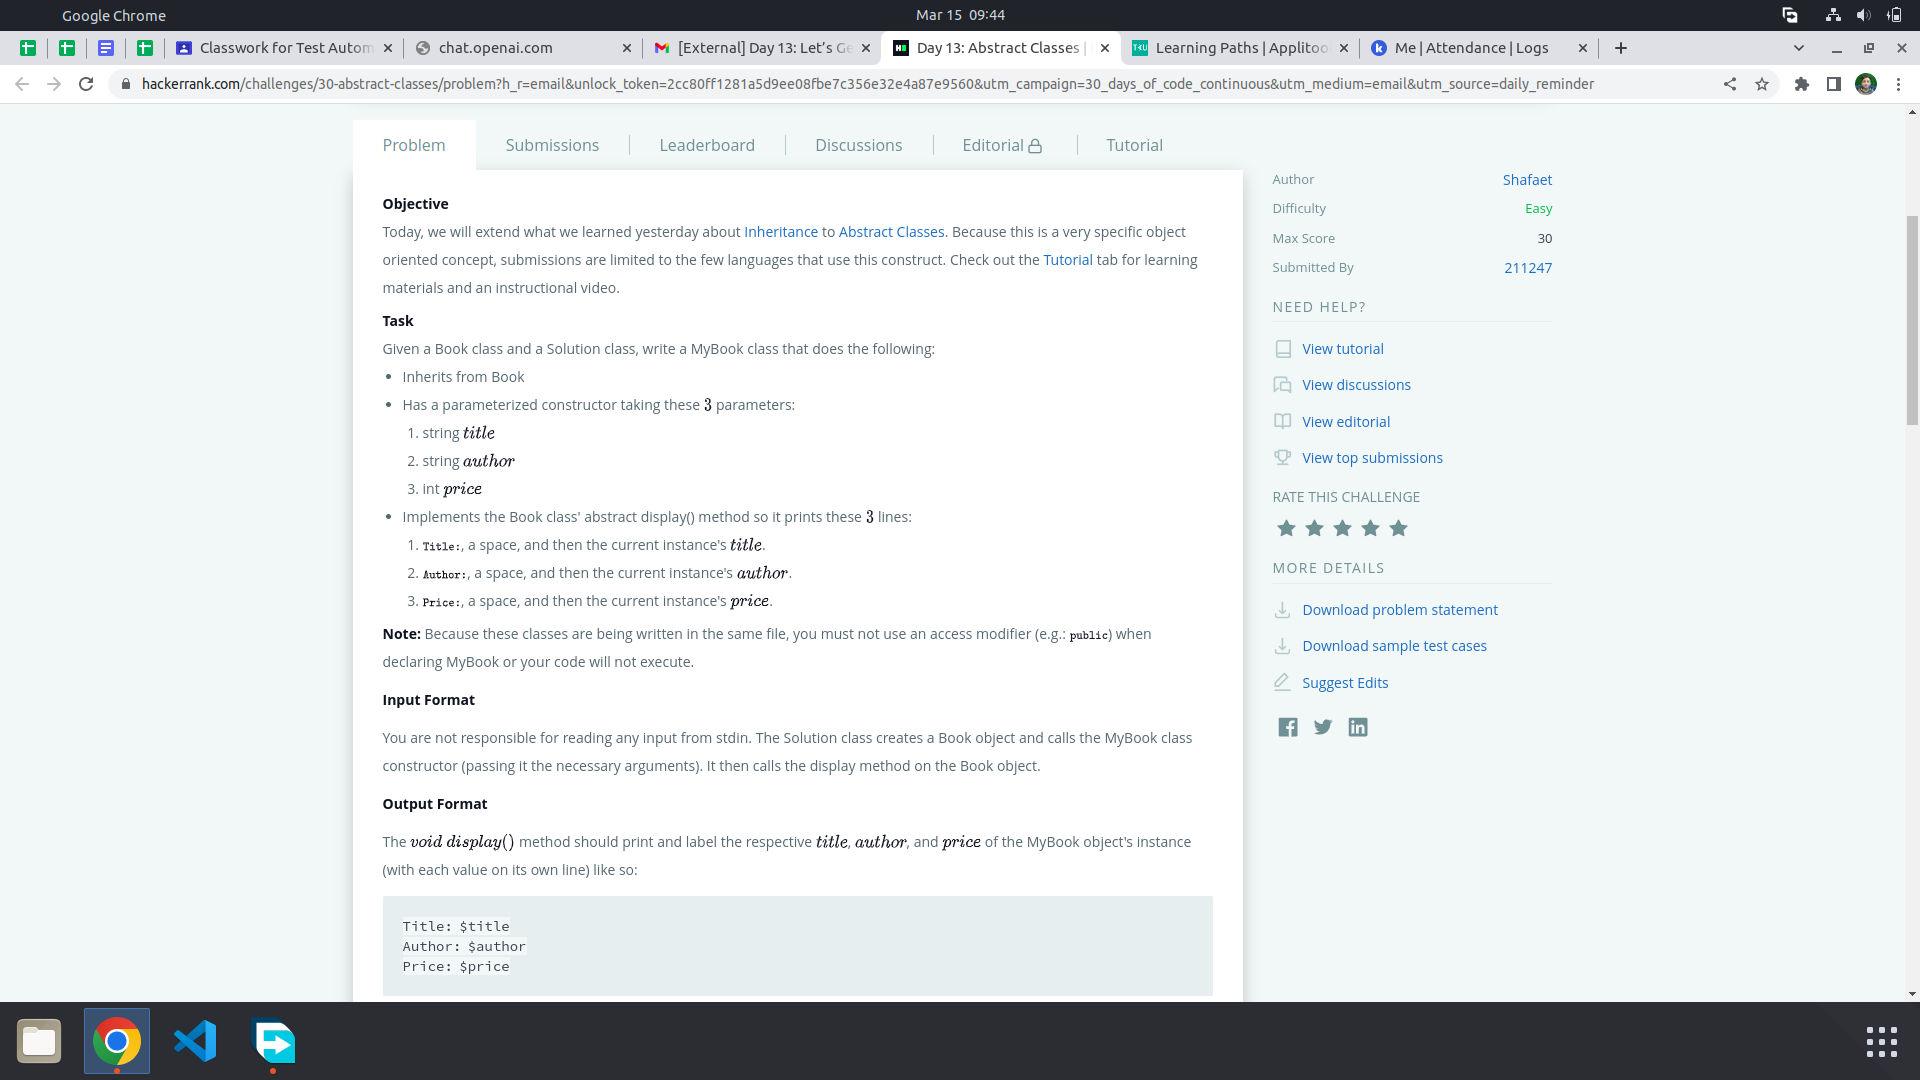 Google Chrome
Mar 15 09:44
Classwork for Test Autom
chat.openai.com
[External] Day 13: Let's Ge
Day 13: Abstract Classes |
Learning Paths | Applitoo
Me | Attendance | Logs
hackerrank.com/challenges/30-abstract-classes/problem?h_r=email&unlock_token=2cc80ff1281a5d9ee08fbe7c356e32e4a87e9560&utm_campaign=30_days_of_code_continuous&utm_medium=email&utm_source=daily_reminder
Problem
Submissions
Leaderboard
Discussions
Editorial
Tutorial
Objective
Today, we will extend what we learned yesterday about Inheritance to Abstract Classes. Because this is a very specific object
oriented concept, submissions are limited to the few languages that use this construct. Check out the Tutorial tab for learning
materials and an instructional video.
Task
Given a Book class and a Solution class, write a MyBook class that does the following:
• Inherits from Book
• Has a parameterized constructor taking these 3 parameters:
1. string title
2. string author
3. int price
• Implements the Book class' abstract display() method so it prints these 3 lines:
1. Title:, a space, and then the current instance's title.
2. Author:, a space, and then the current instance's author.
3. Price:, a space, and then the current instance's price.
Note: Because these classes are being written in the same file, you must not use an access modifier (e.g.: public) when
declaring MyBook or your code will not execute.
Input Format
You are not responsible for reading any input from stdin. The Solution class creates a Book object and calls the MyBook class
constructor (passing it the necessary arguments). It then calls the display method on the Book object.
Output Format
The void display() method should print and label the respective title, author, and price of the MyBook object's instance
(with each value on its own line) like so:
Title: $title
Author: $author
Price: $price
Author Shafaet
Difficulty Easy
Max Score 30
Submitted By 211247
NEED HELP?
View tutorial
View discussions
View editorial
View top submissions
RATE THIS CHALLENGE
MORE DETAILS
Download problem statement
Download sample test cases
Suggest Edits